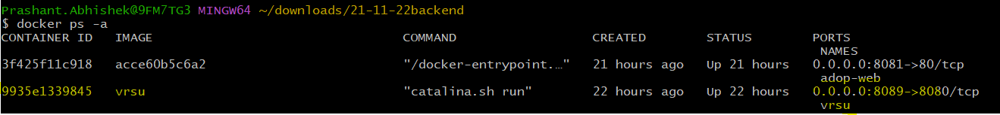 Prashant.Abhishek@9FM7TG3 MINGW64 ~/downloads/21-11-22backend
$ docker ps -a
CONTAINER ID   IMAGE                                 COMMAND                  CREATED        STATUS        PORTS
                  NAMES
3f425f11c918   acce60b5c6a2                          "/docker-entrypoint.…"   21 hours ago   Up 21 hours   0.0.0.0:8081->80/tcp
                  adop-web
9935e1339845   vrsu                                  "catalina.sh run"        22 hours ago   Up 22 hours   0.0.0.0:8089->8080/tcp
                  vrsu